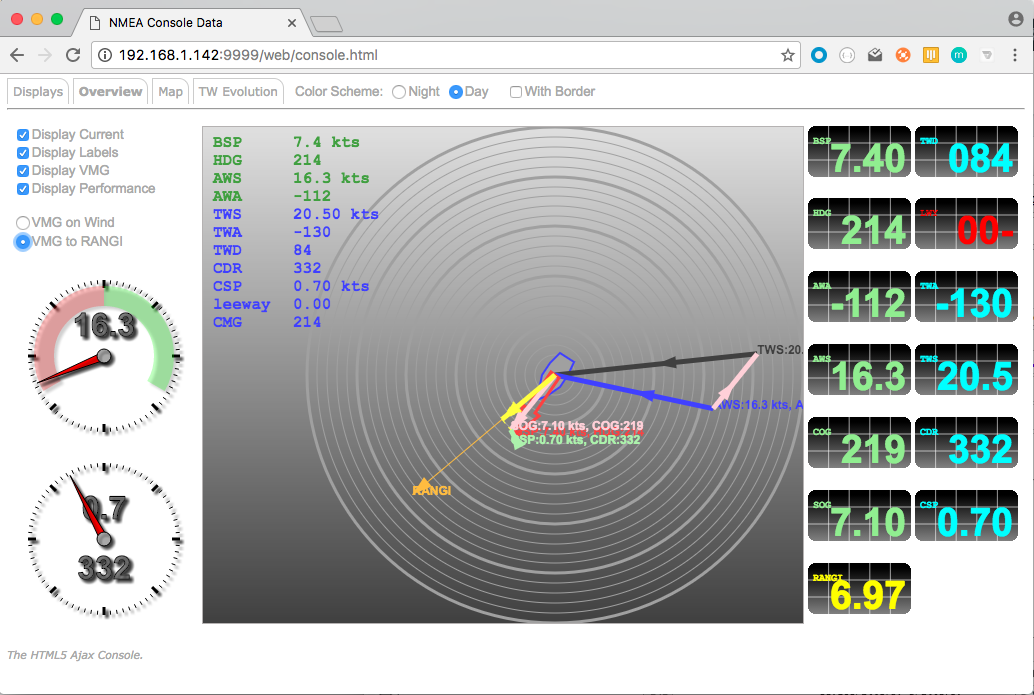 NMEA Console Data
192.168.1.142:9999/web/console.html
Displays Overview Map TW Evolution Color Scheme: Night Day With Border
Display Current
Display Labels
Display VMG
Display Performance
VMG on Wind
VMG to RANGI
16.3
0.7
332
BSP 7.4 kts
HDG 214
AWS 16.3 kts
AWA -112
TWS 20.50 kts
TWA -130
TWD 84
CDR 332
CSP 0.70 kts
leeway 0.00
CMG 214
TWS:20.
AWS:16.3 kts, A
SOG:7.10 kts, COG:219
CSP:0.70 kts, CDR:332
RANGI
BSP 7.40
TWD 084
HDG 214
00-
AWA -112
TWA -130
AWS 16.3
TWS 20.5
COG 219
CDR 332
SOG 7.10
CSP 0.70
RANGI 6.97
The HTML5 Ajax Console.